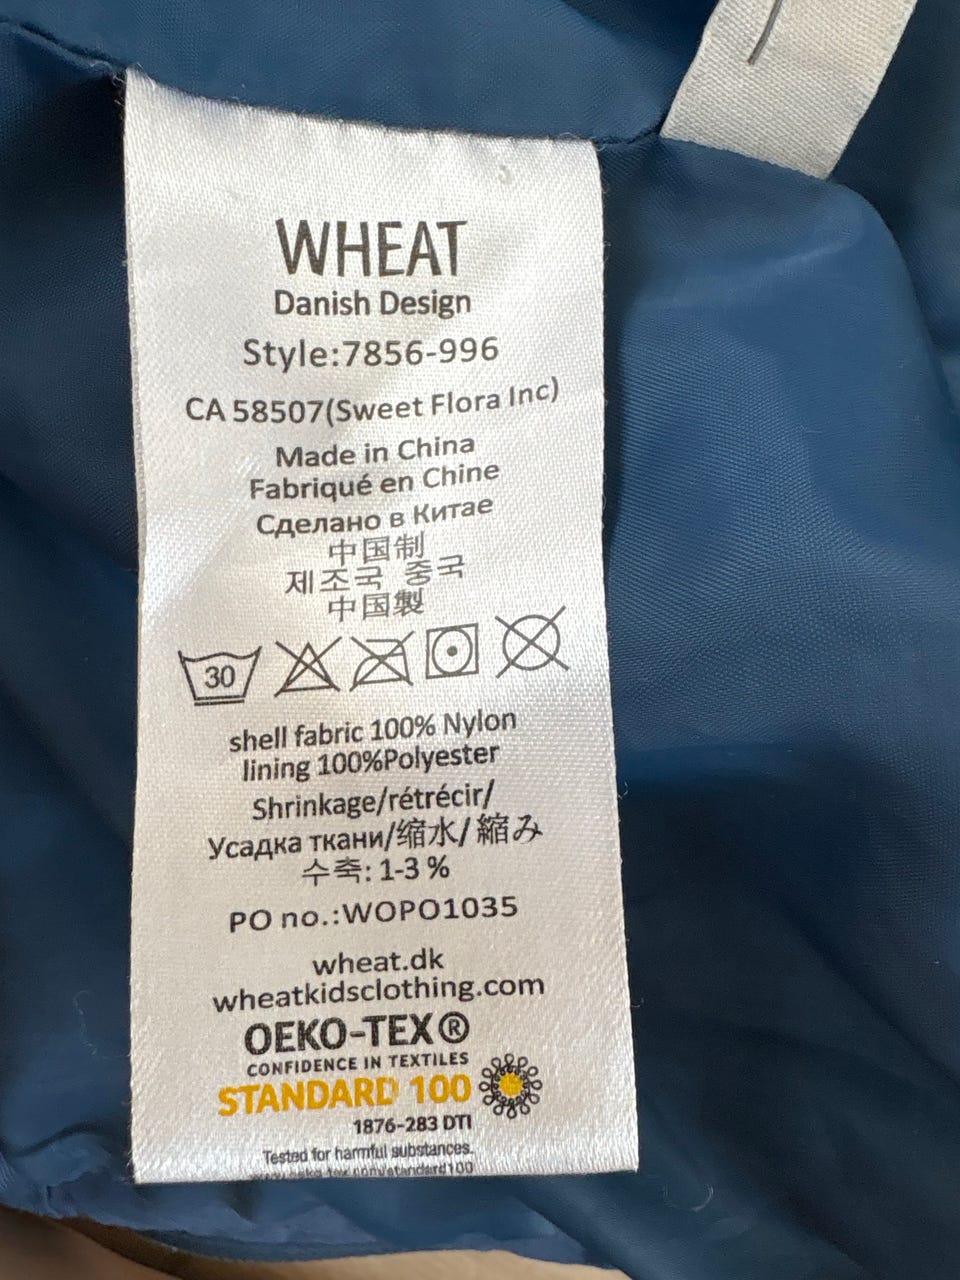 WHEAT
Danish Design
Style:7856-996
CA 58507(Sweet Flora Inc)
Made in China
Fabriqué en Chine
Сделано в Китае
中国制
제조국 중국
中国製
30
shell fabric 100% Nylon
lining 100%Polyester
Shrinkage/rétrécir/
Усадка ткани/缩水/縮み
수축: 1-3 %
PO no.:WOPO1035
wheat.dk
wheatkidsclothing.com
OEKO-TEX®
CONFIDENCE IN TEXTILES
STANDARD 100
1876-283 DTI
Tested for harmful substances.